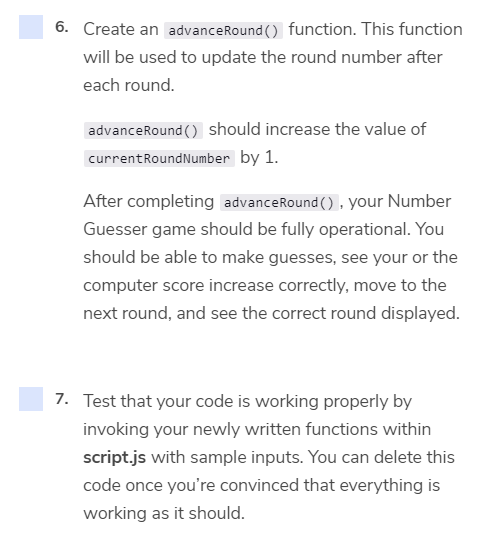 6. Create an advanceRound() function. This function
will be used to update the round number after
each round.
advanceRound() should increase the value of
currentRoundNumber by 1.
After completing advanceRound(), your Number
Guesser game should be fully operational. You
should be able to make guesses, see your or the
computer score increase correctly, move to the
next round, and see the correct round displayed.
7. Test that your code is working properly by
invoking your newly written functions within
script.js with sample inputs. You can delete this
code once you're convinced that everything is
working as it should.